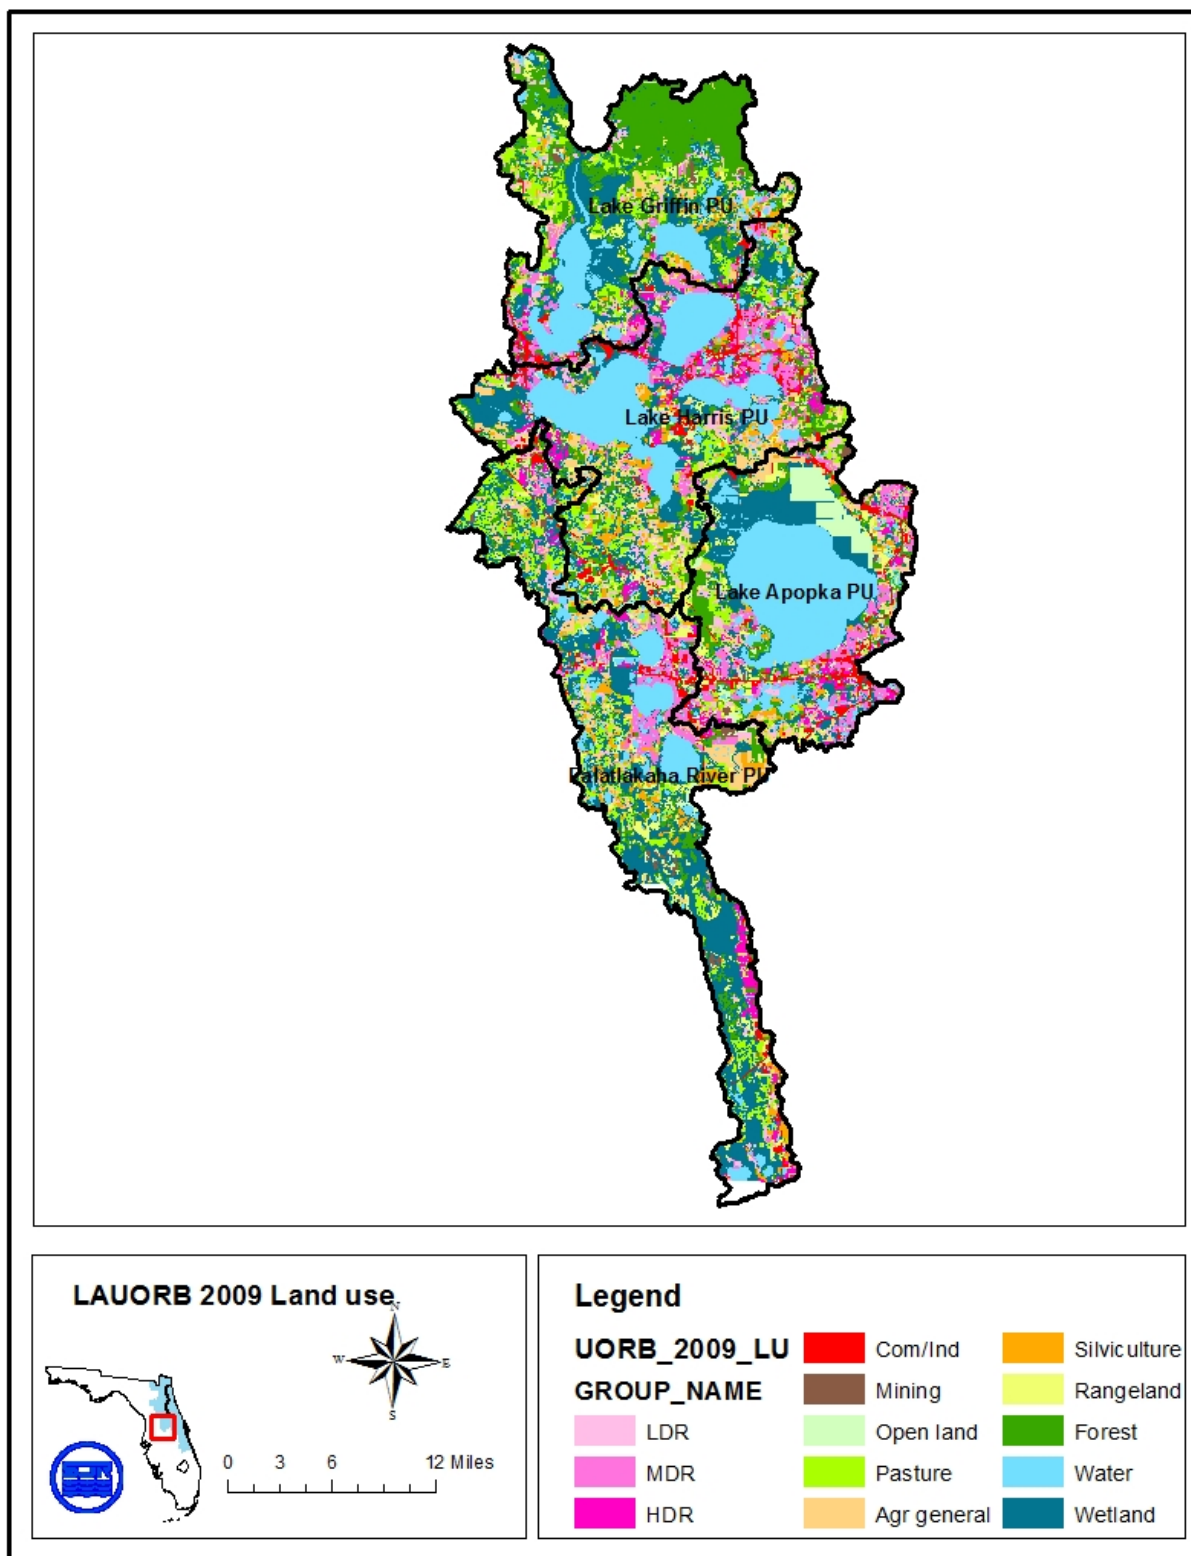 Lake Griffin PU
Lake Harris PU
Lake Apopka PU
Palatlakaha River PU
LAUORB 2009 Land use
N
W E
S
0 3 6 12 Miles
Legend
UORB_2009_LU
GROUP_NAME
LDR
MDR
HDR
Com/Ind
Mining
Open land
Pasture
Agr general
Silviculture
Rangeland
Forest
Water
Wetland